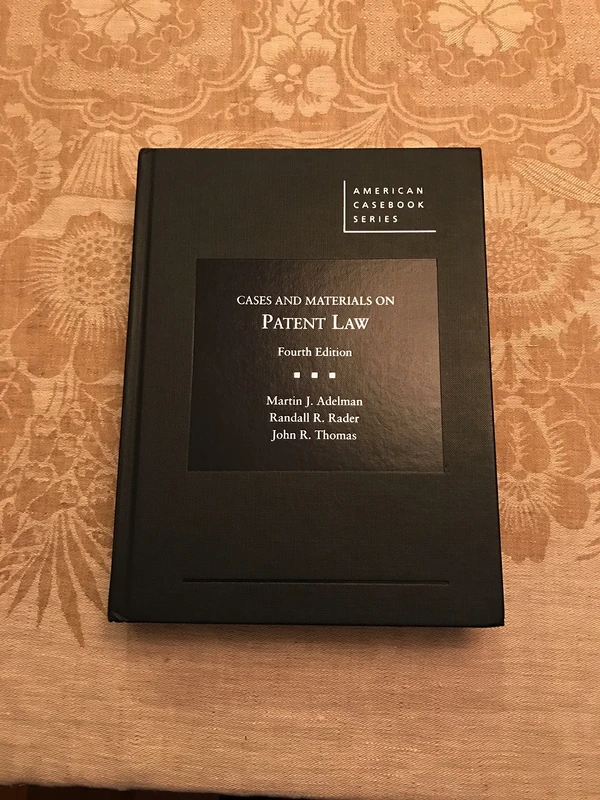 AMERICAN
CASEBOOK
SERIES
CASES AND MATERIALS ON
PATENT LAW
Fourth Edition
Martin J. Adelman
Randall R. Rader
John R. Thomas